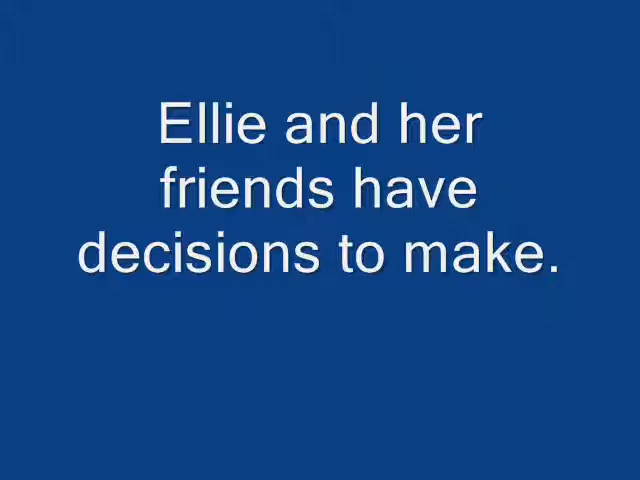 Ellie and her
friends have
decisions to make.